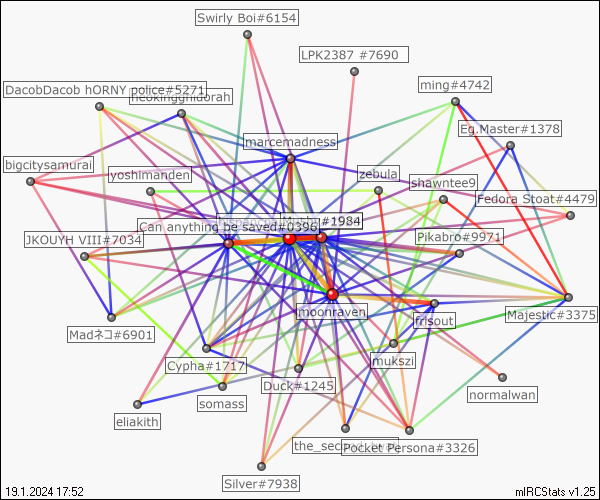 Swirly Boi#6154
LPK2387 #7690
ming#4742
DacobDacob hORNY police#5271
neokingghidorah
Eg.Master#1378
marcemadness
bigcitysamurai
yoshimanden
zebula
shawntee9
Fedora Stoat#4479
Can anything be saved#0396
#1984
JKOUYH VIII#7034
Pikabro#9971
moonraven
frisout
Majestic#3375
Madネコ#6901
Cypha#1717
mukszi
Duck#1245
normalwan
somass
eliakith
the_second
Pocket Persona#3326
Silver#7938
19.1.2024 17:52
mIRCStats v1.25